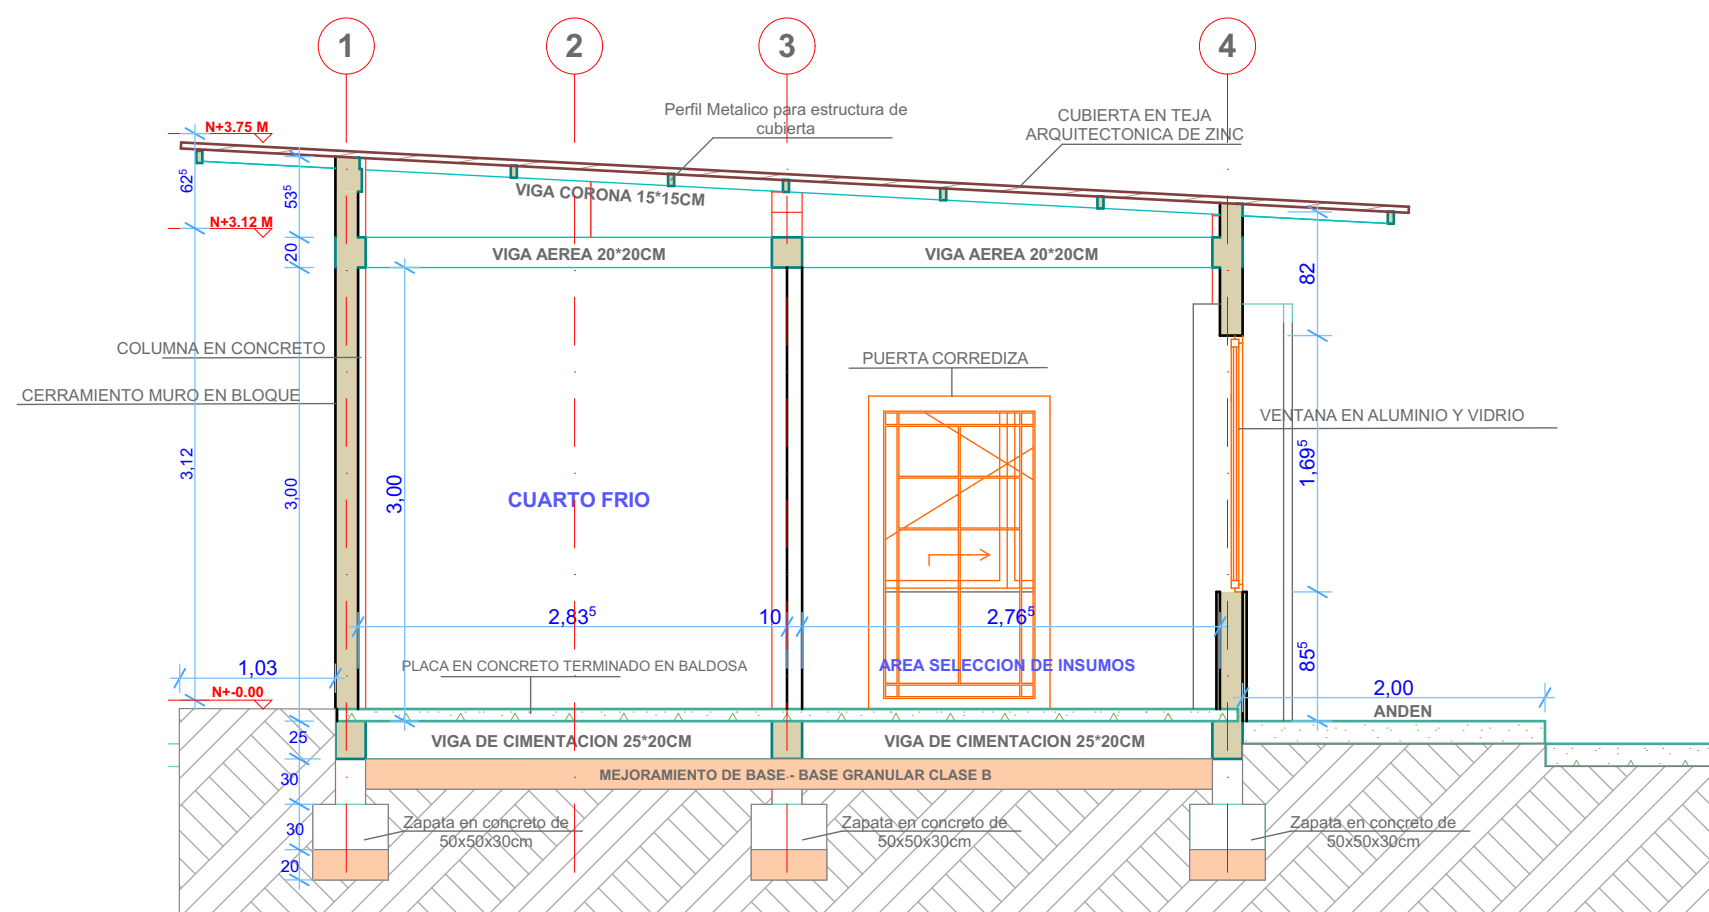 1
2
3
4
Perfil Metalico para estructura de
cubierta
CUBIERTA EN TEJA
ARQUITECTONICA DE ZINC
N+3.75 M
62⁵
53⁵
VIGA CORONA 15*15CM
N+3.12 M
20
VIGA AEREA 20*20CM
VIGA AEREA 20*20CM
82
COLUMNA EN CONCRETO
PUERTA CORREDIZA
CERRAMIENTO MURO EN BLOQUE
VENTANA EN ALUMINIO Y VIDRIO
3,12
3,00
3,00
1,69⁵
CUARTO FRIO
2,83⁵
10
2,76⁵
1,03
PLACA EN CONCRETO TERMINADO EN BALDOSA
AREA SELECCION DE INSUMOS
85⁵
N+-0.00
2,00
ANDEN
25
VIGA DE CIMENTACION 25*20CM
VIGA DE CIMENTACION 25*20CM
30
MEJORAMIENTO DE BASE - BASE GRANULAR CLASE B
30
Zapata en concreto de
50x50x30cm
Zapata en concreto de
50x50x30cm
Zapata en concreto de
50x50x30cm
20